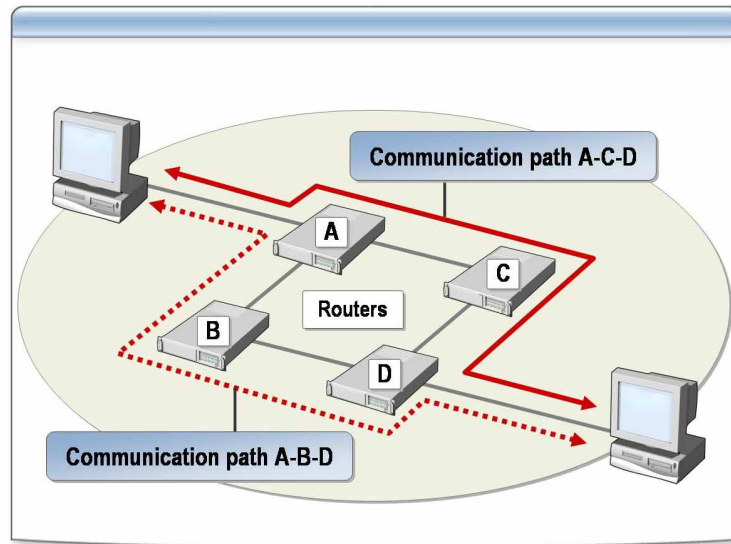 Communication path A-C-D
A
C
Routers
B
D
Communication path A-B-D